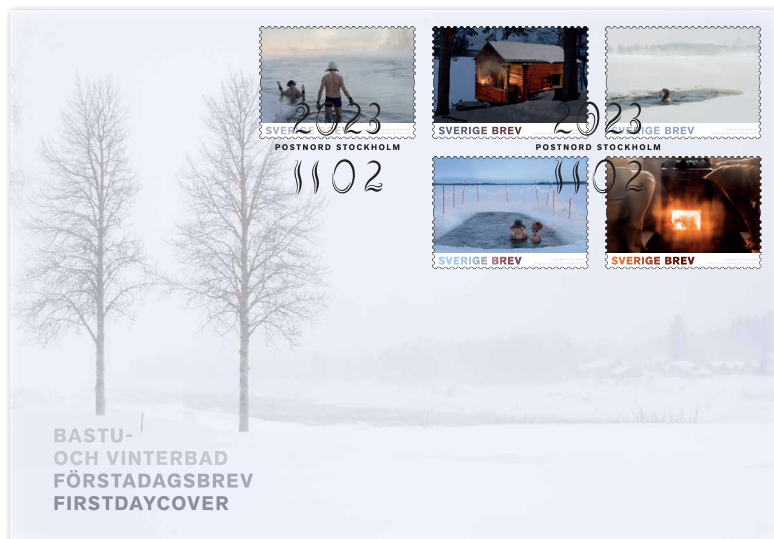 2023
2023
SVERIGE BREV
SVERIGE BREV
SVERIGE BREV
POSTNORD STOCKHOLM
POSTNORD STOCKHOLM
1102
1102
SVERIGE BREV
SVERIGE BREV
BASTU-
OCH VINTERBAD
FÖRSTADAGSBREV
FIRSTDAYCOVER